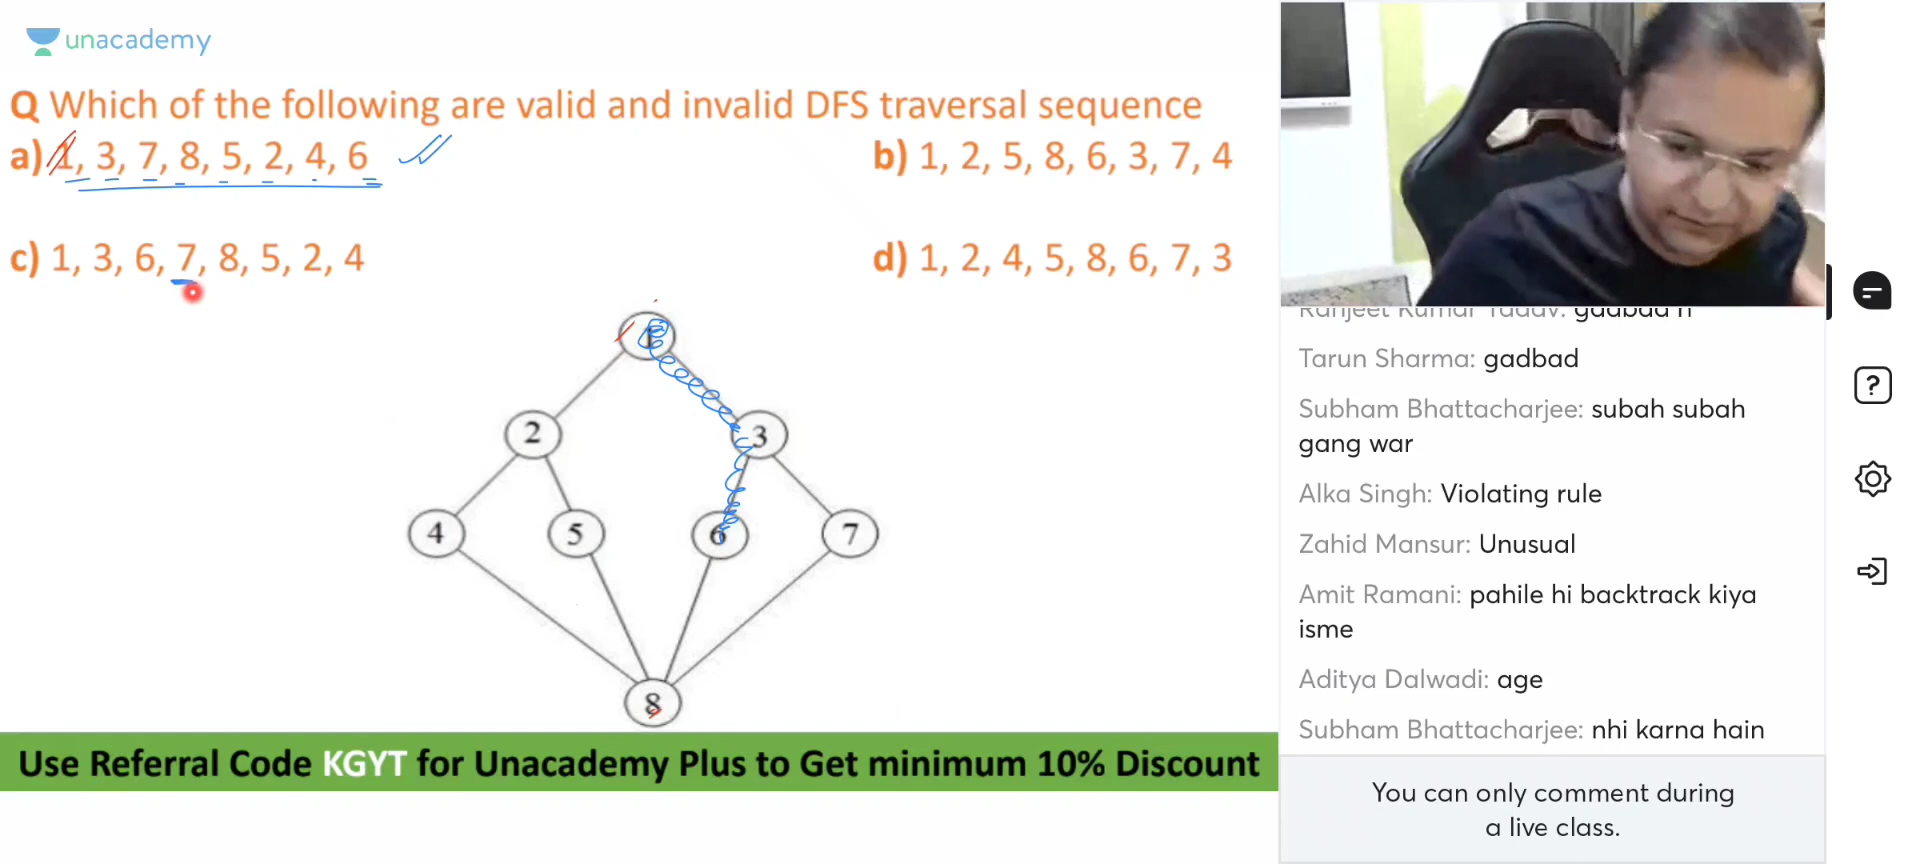 unacademy
Q Which of the following are valid and invalid DFS traversal sequence
a) 1, 3, 7, 8, 5, 2, 4, 6
b) 1, 2, 5, 8, 6, 3, 7, 4
c) 1, 3, 6, 7, 8, 5, 2, 4
d) 1, 2, 4, 5, 8, 6, 7, 3
1
2
3
4
5
6
7
8
Use Referral Code KGYT for Unacademy Plus to Get minimum 10% Discount
Ranjeet Kumar Yadav: gadbad h
Tarun Sharma: gadbad
Subham Bhattacharjee: subah subah
gang war
Alka Singh: Violating rule
Zahid Mansur: Unusual
Amit Ramani: pahile hi backtrack kiya
isme
Aditya Dalwadi: age
Subham Bhattacharjee: nhi karna hain
You can only comment during
a live class.
?